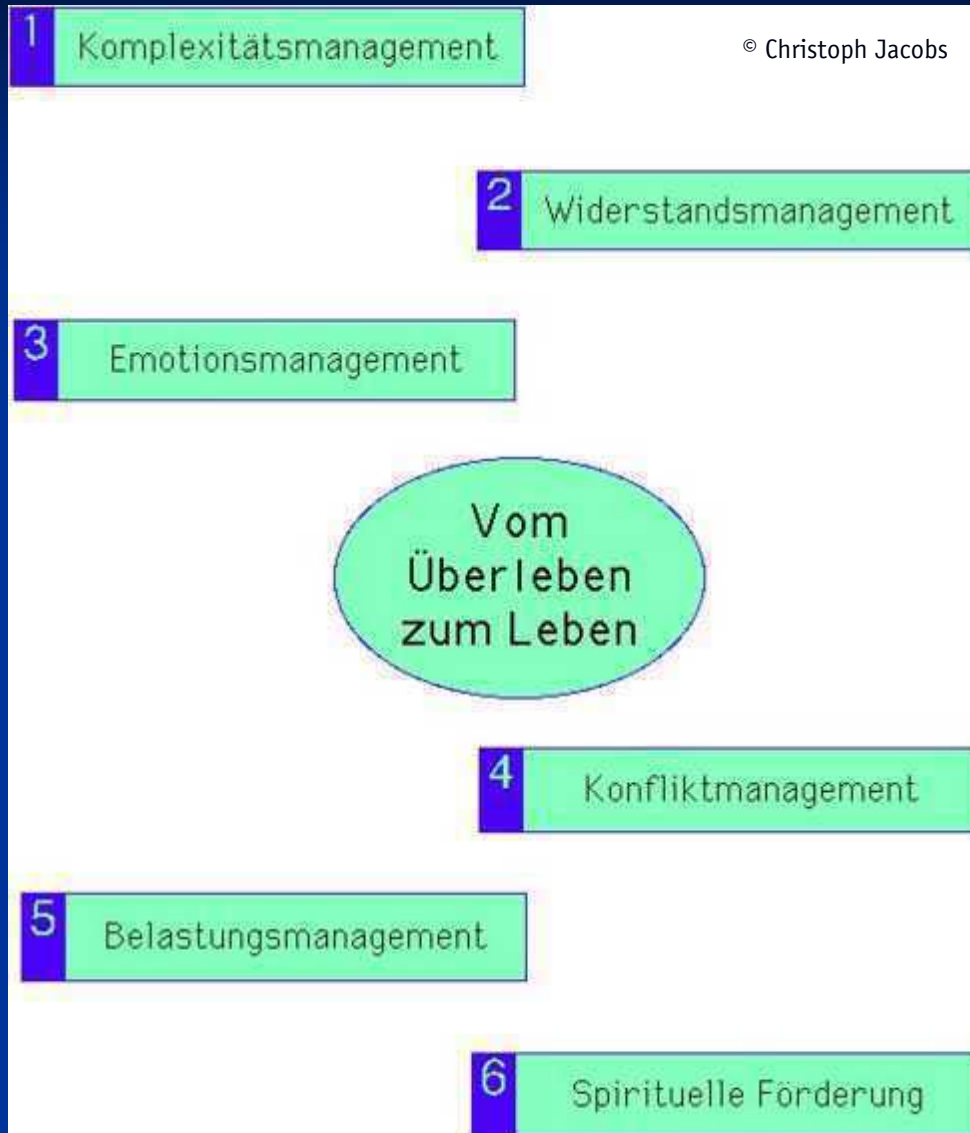 1 Komplexitätsmanagement
© Christoph Jacobs
2 Widerstandsmanagement
3 Emotionsmanagement
Vom
Überleben
zum Leben
4 Konfliktmanagement
5 Belastungsmanagement
6 Spirituelle Förderung